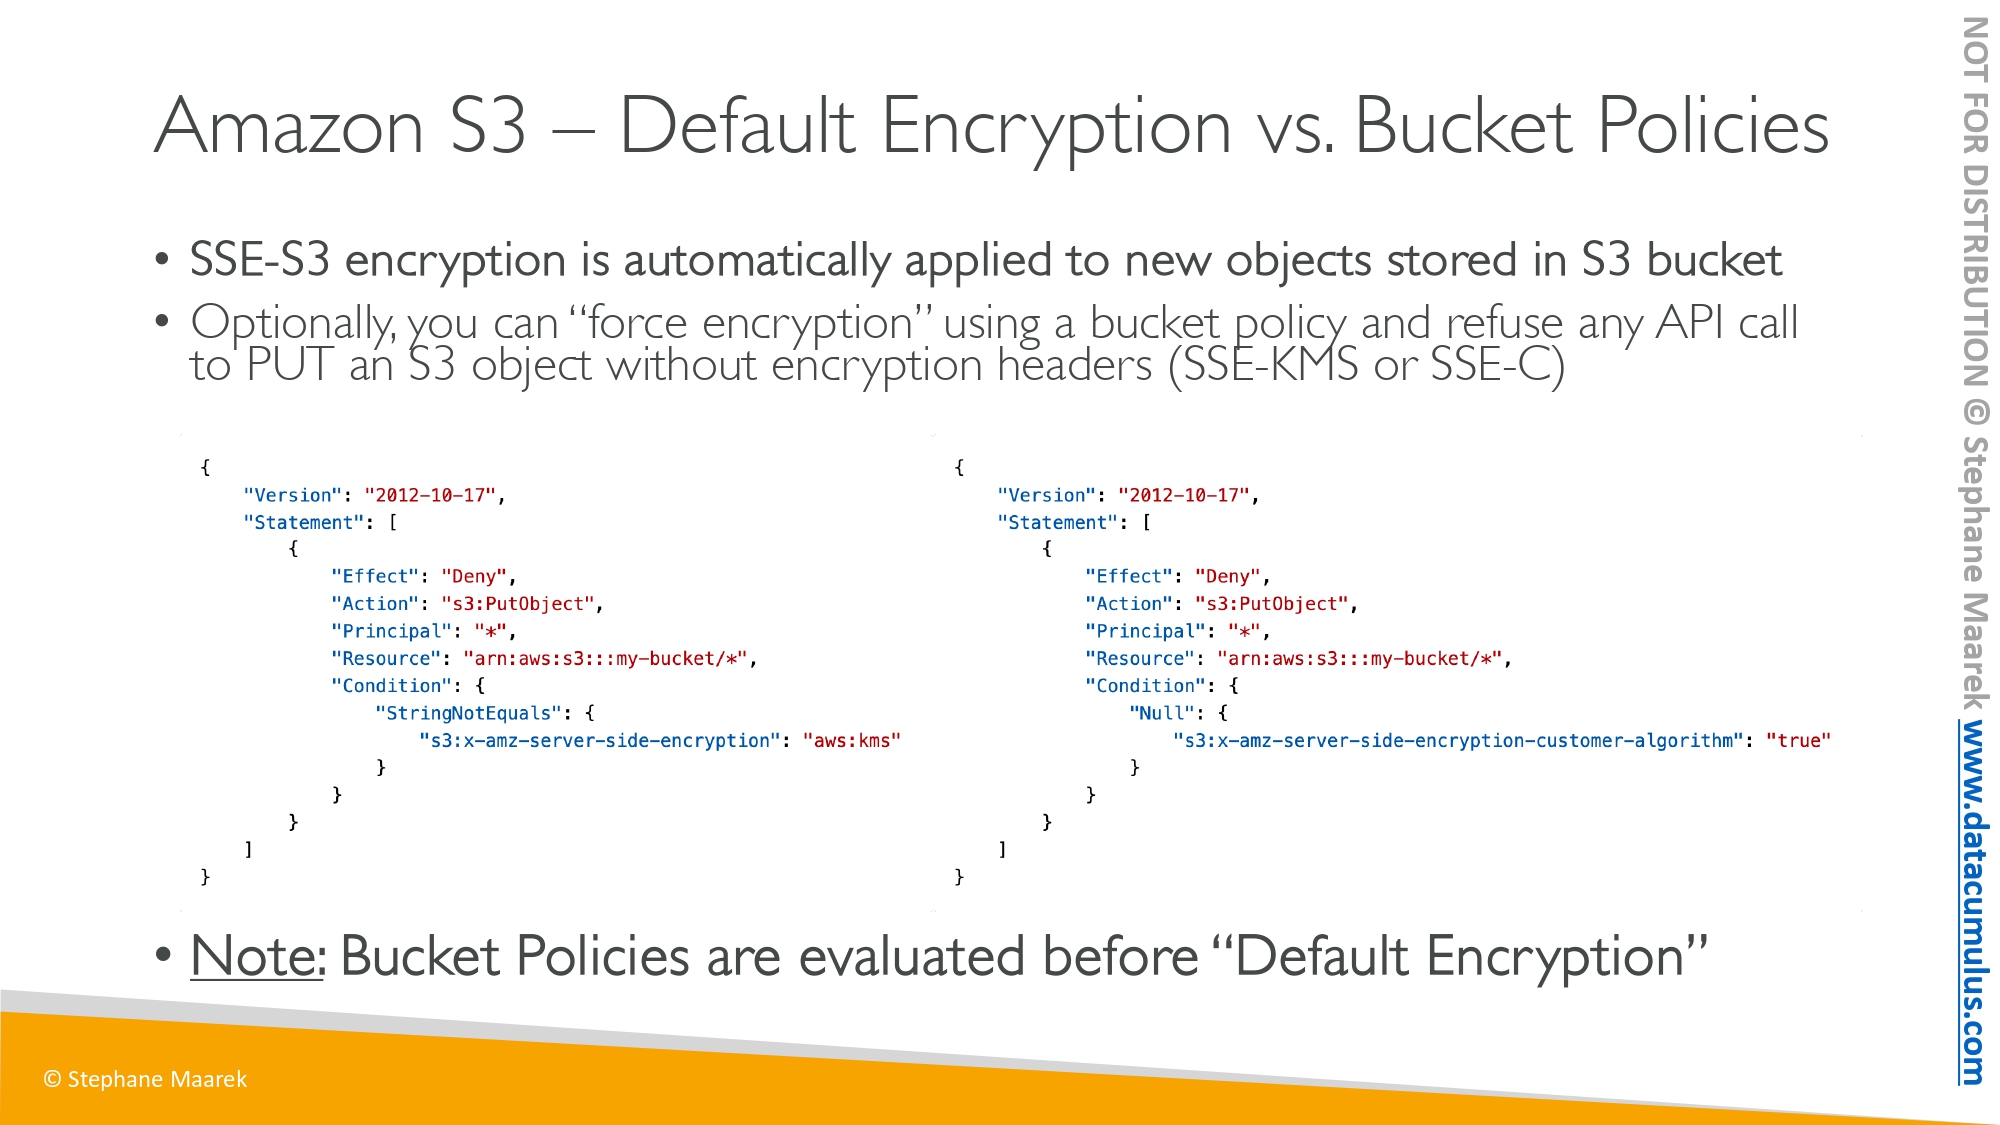 Amazon S3 – Default Encryption vs. Bucket Policies
• SSE-S3 encryption is automatically applied to new objects stored in S3 bucket
• Optionally, you can “force encryption” using a bucket policy and refuse any API call
to PUT an S3 object without encryption headers (SSE-KMS or SSE-C)
{
    "Version": "2012-10-17",
    "Statement": [
        {
            "Effect": "Deny",
            "Action": "s3:PutObject",
            "Principal": "*",
            "Resource": "arn:aws:s3:::my-bucket/*",
            "Condition": {
                "StringNotEquals": {
                    "s3:x-amz-server-side-encryption": "aws:kms"
                }
            }
        }
    ]
}
{
    "Version": "2012-10-17",
    "Statement": [
        {
            "Effect": "Deny",
            "Action": "s3:PutObject",
            "Principal": "*",
            "Resource": "arn:aws:s3:::my-bucket/*",
            "Condition": {
                "Null": {
                    "s3:x-amz-server-side-encryption-customer-algorithm": "true"
                }
            }
        }
    ]
}
• Note: Bucket Policies are evaluated before “Default Encryption”
© Stephane Maarek
NOT FOR DISTRIBUTION © Stephane Maarek www.datacumulus.com